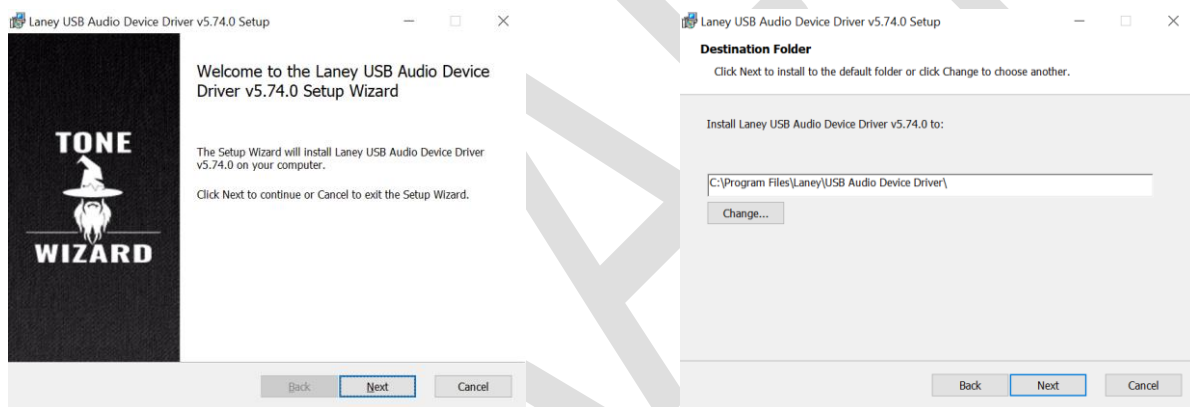 Laney USB Audio Device Driver v5.74.0 Setup
Welcome to the Laney USB Audio Device
Driver v5.74.0 Setup Wizard
TONE
WIZARD
The Setup Wizard will install Laney USB Audio Device Driver
v5.74.0 on your computer.
Click Next to continue or Cancel to exit the Setup Wizard.
Back
Next
Cancel
Laney USB Audio Device Driver v5.74.0 Setup
Destination Folder
Click Next to install to the default folder or click Change to choose another.
Install Laney USB Audio Device Driver v5.74.0 to:
C:\Program Files\Laney\USB Audio Device Driver\
Change...
Back
Next
Cancel